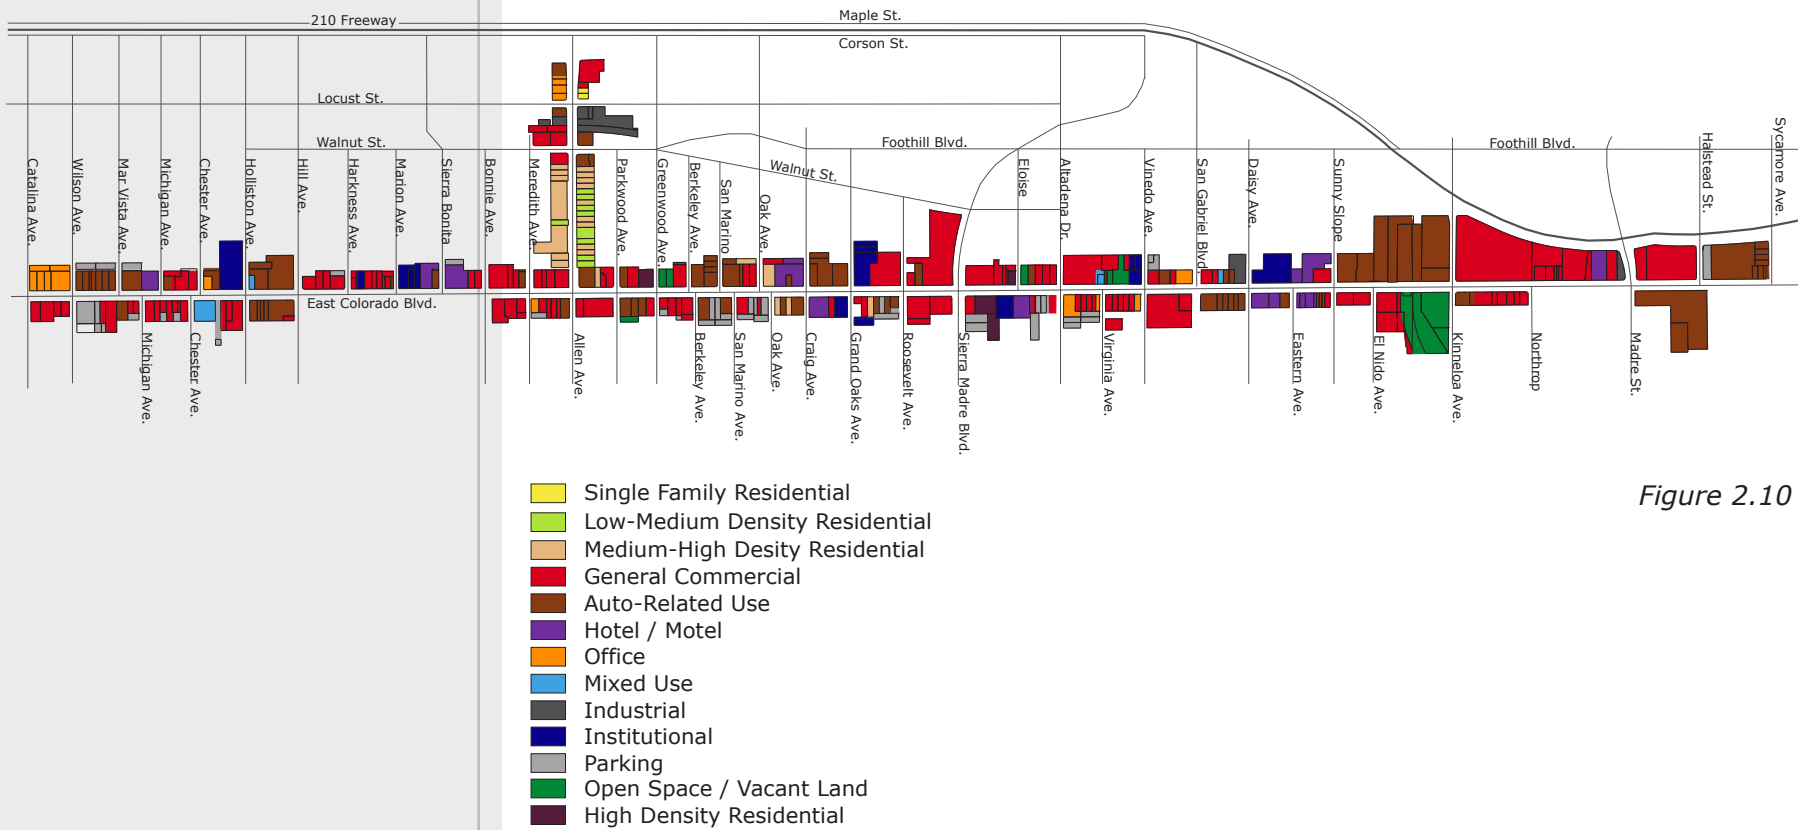 210 Freeway
Maple St.
Corson St.
Locust St.
Walnut St.
Foothill Blvd.
Foothill Blvd.
Walnut St.
Catalina Ave.
Wilson Ave.
Mar Vista Ave.
Michigan Ave.
Chester Ave.
Holliston Ave.
Hill Ave.
Harkness Ave.
Marion Ave.
Sierra Bonita
Bonnie Ave.
Meredith Ave.
Parkwood Ave.
Greenwood Ave.
Berkeley Ave.
San Marino
Oak Ave.
Eloise
Altadena Dr.
Vinedo Ave.
San Gabriel Blvd.
Daisy Ave.
Sunny Slope
Halstead St.
Sycamore Ave.
East Colorado Blvd.
Michigan Ave.
Chester Ave.
Allen Ave.
Berkeley Ave.
San Marino Ave.
Oak Ave.
Craig Ave.
Grand Oaks Ave.
Roosevelt Ave.
Sierra Madre Blvd.
Virginia Ave.
Eastern Ave.
El Nido Ave.
Kinneloa Ave.
Northrop
Madre St.
Single Family Residential
Low-Medium Density Residential
Medium-High Desity Residential
General Commercial
Auto-Related Use
Hotel / Motel
Office
Mixed Use
Industrial
Institutional
Parking
Open Space / Vacant Land
High Density Residential
Figure 2.10